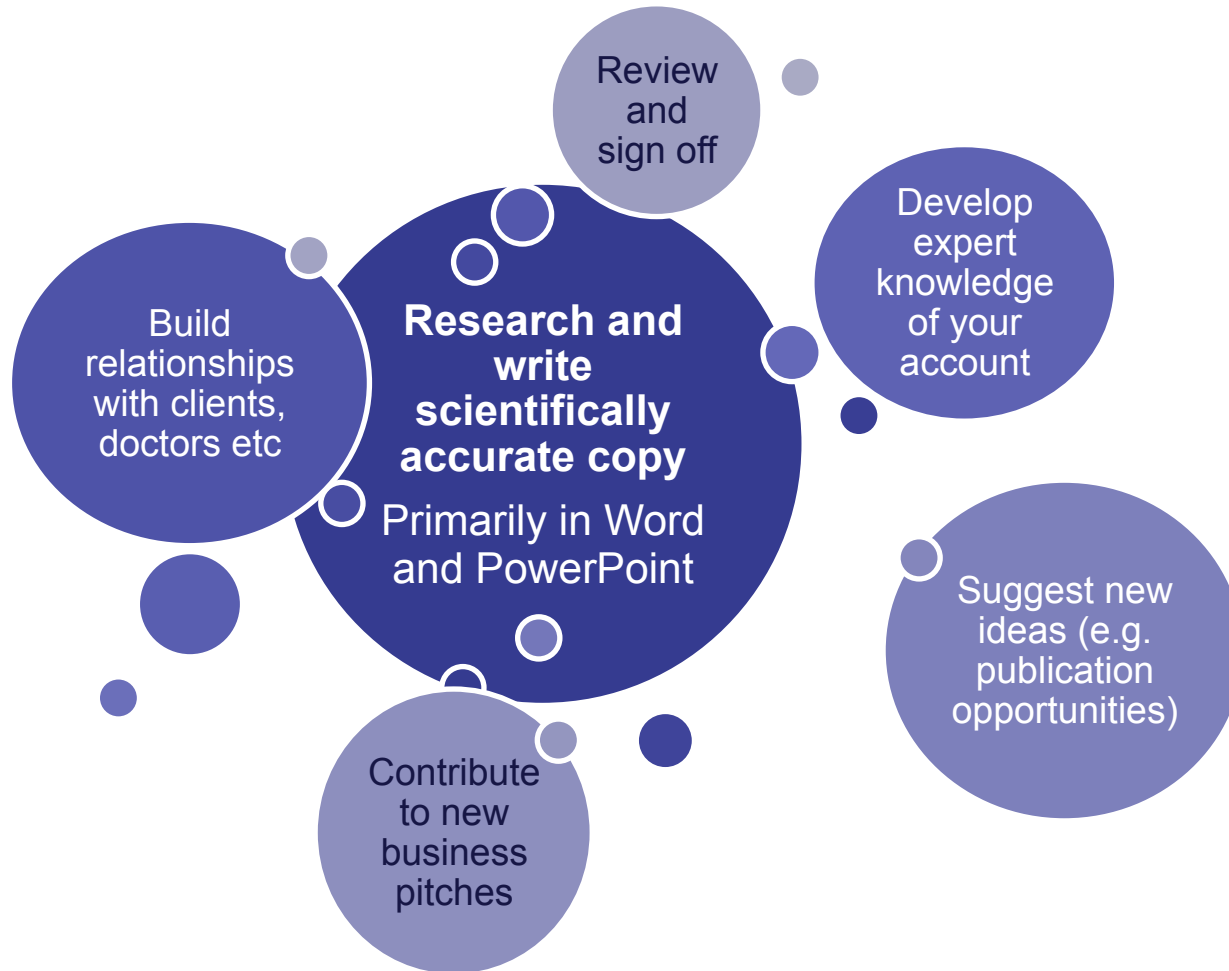 Review
and
sign off
Develop
expert
knowledge
of your
account
Build
relationships
with clients,
doctors etc
Research and
write
scientifically
accurate copy
Primarily in Word
and PowerPoint
Suggest new
ideas (e.g.
publication
opportunities)
Contribute
to new
business
pitches